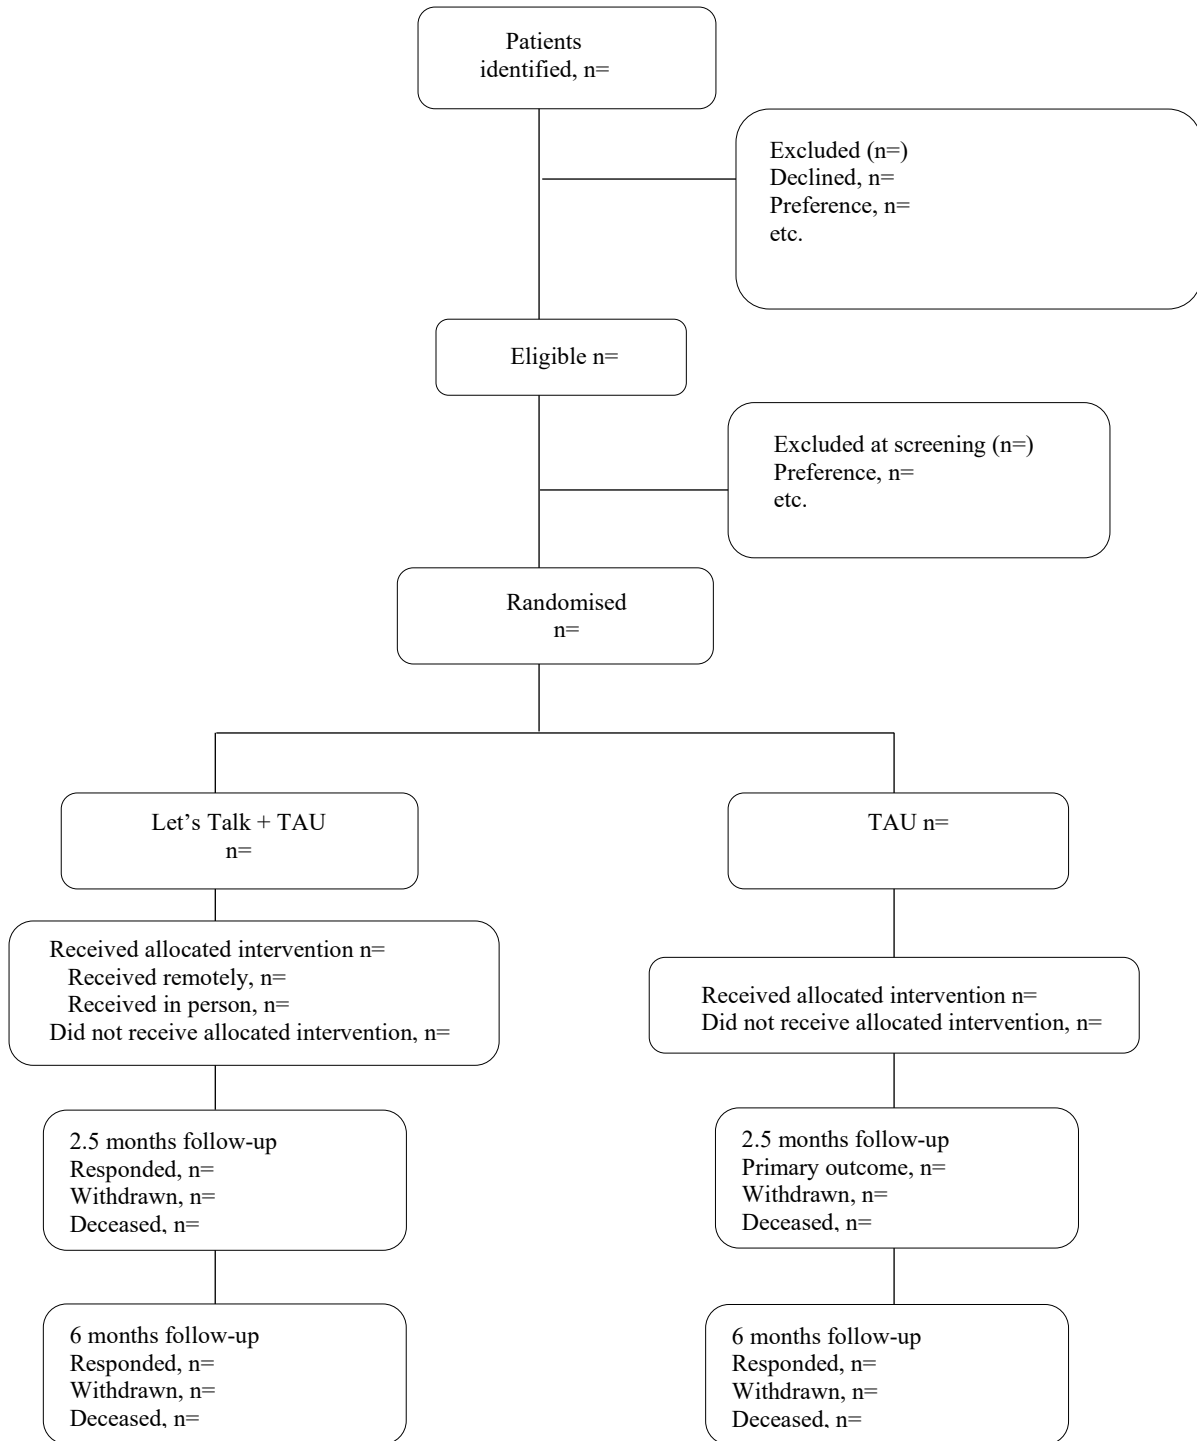 Patients
identified, n=
Excluded (n=)
Declined, n=
Preference, n=
etc.
Eligible n=
Excluded at screening (n=)
Preference, n=
etc.
Randomised
n=
Let’s Talk + TAU
n=
TAU n=
Received allocated intervention n=
Received remotely, n=
Received in person, n=
Did not receive allocated intervention, n=
Received allocated intervention n=
Did not receive allocated intervention, n=
2.5 months follow-up
Responded, n=
Withdrawn, n=
Deceased, n=
2.5 months follow-up
Primary outcome, n=
Withdrawn, n=
Deceased, n=
6 months follow-up
Responded, n=
Withdrawn, n=
Deceased, n=
6 months follow-up
Responded, n=
Withdrawn, n=
Deceased, n=